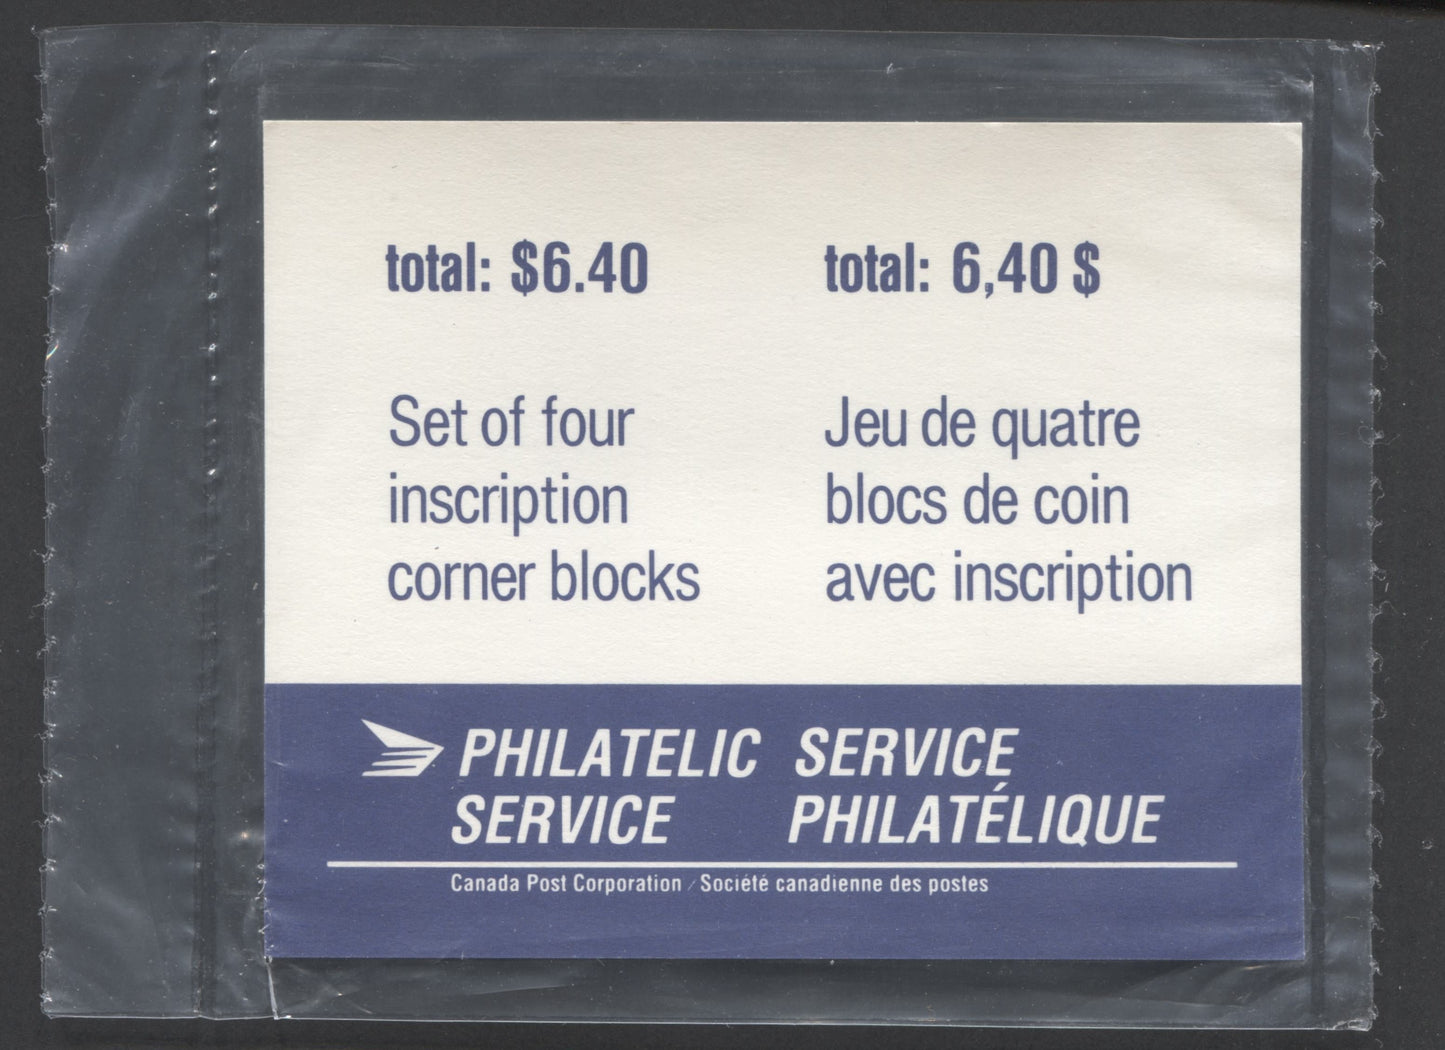 total: $6.40
Set of four
inscription
corner blocks
total: 6,40 $
Jeu de quatre
blocs de coin
avec inscription
PHILATELIC
SERVICE
SERVICE
PHILATÉLIQUE
Canada Post Corporation / Société canadienne des postes